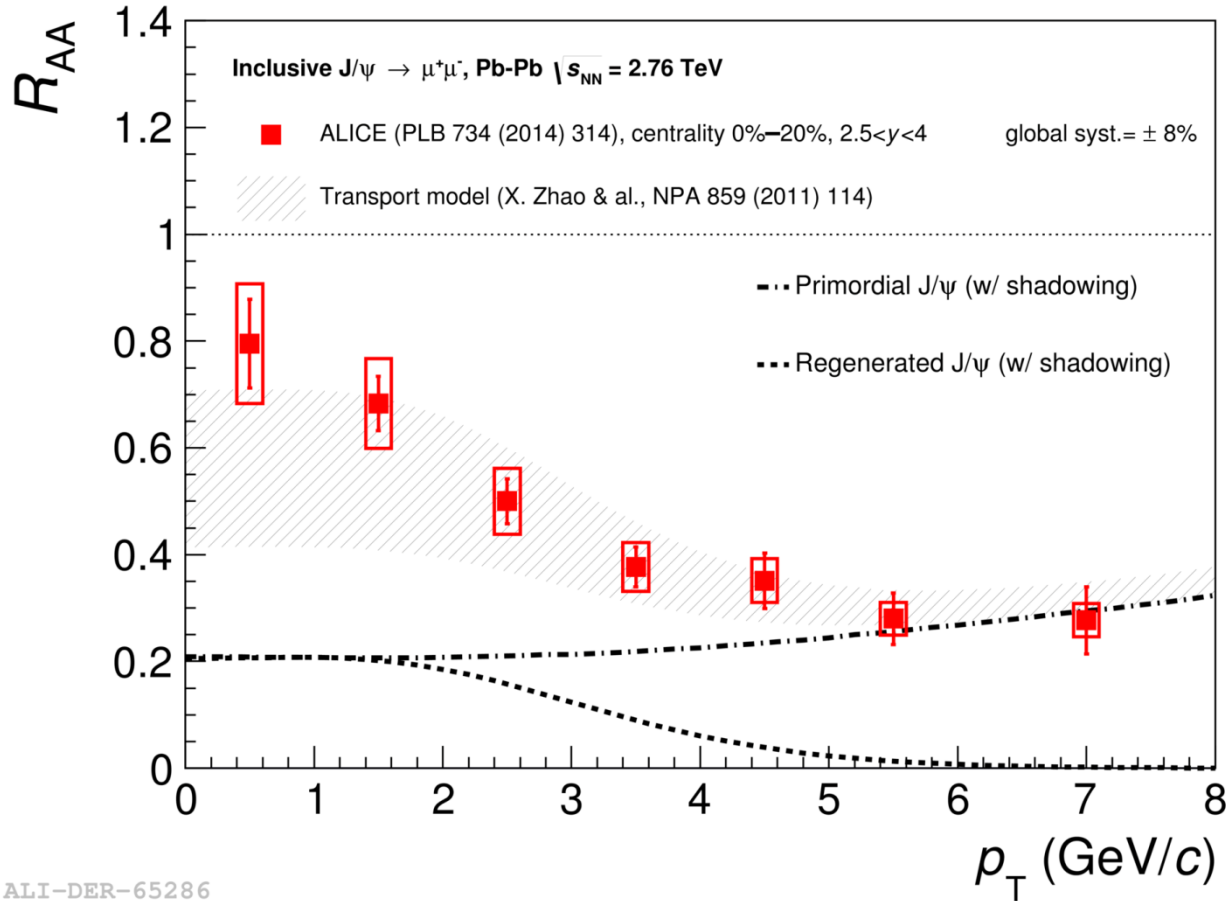 R_AA
1.4
1.2
1
0.8
0.6
0.4
0.2
0
Inclusive J/ψ → μ⁺μ⁻, Pb-Pb √s_NN = 2.76 TeV
ALICE (PLB 734 (2014) 314), centrality 0%−20%, 2.5<y<4 global syst.= ± 8%
Transport model (X. Zhao & al., NPA 859 (2011) 114)
Primordial J/ψ (w/ shadowing)
Regenerated J/ψ (w/ shadowing)
0 1 2 3 4 5 6 7 8
p_T (GeV/c)
ALI−DER−65286